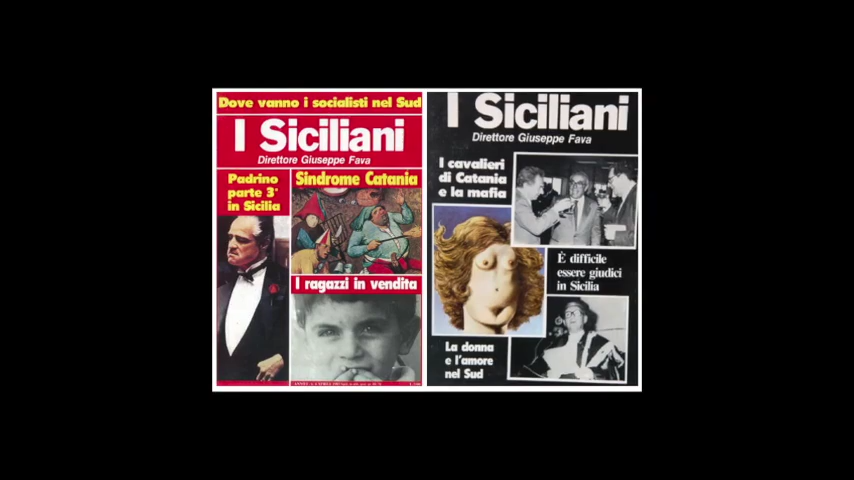 Dove vanno i socialisti nel Sud
I Siciliani
Direttore Giuseppe Fava
Padrino
parte 3ª
in Sicilia
Sindrome Catania
I ragazzi in vendita
I Siciliani
Direttore Giuseppe Fava
I cavalieri
di Catania
e la mafia
È difficile
essere giudici
in Sicilia
La donna
e l'amore
nel Sud